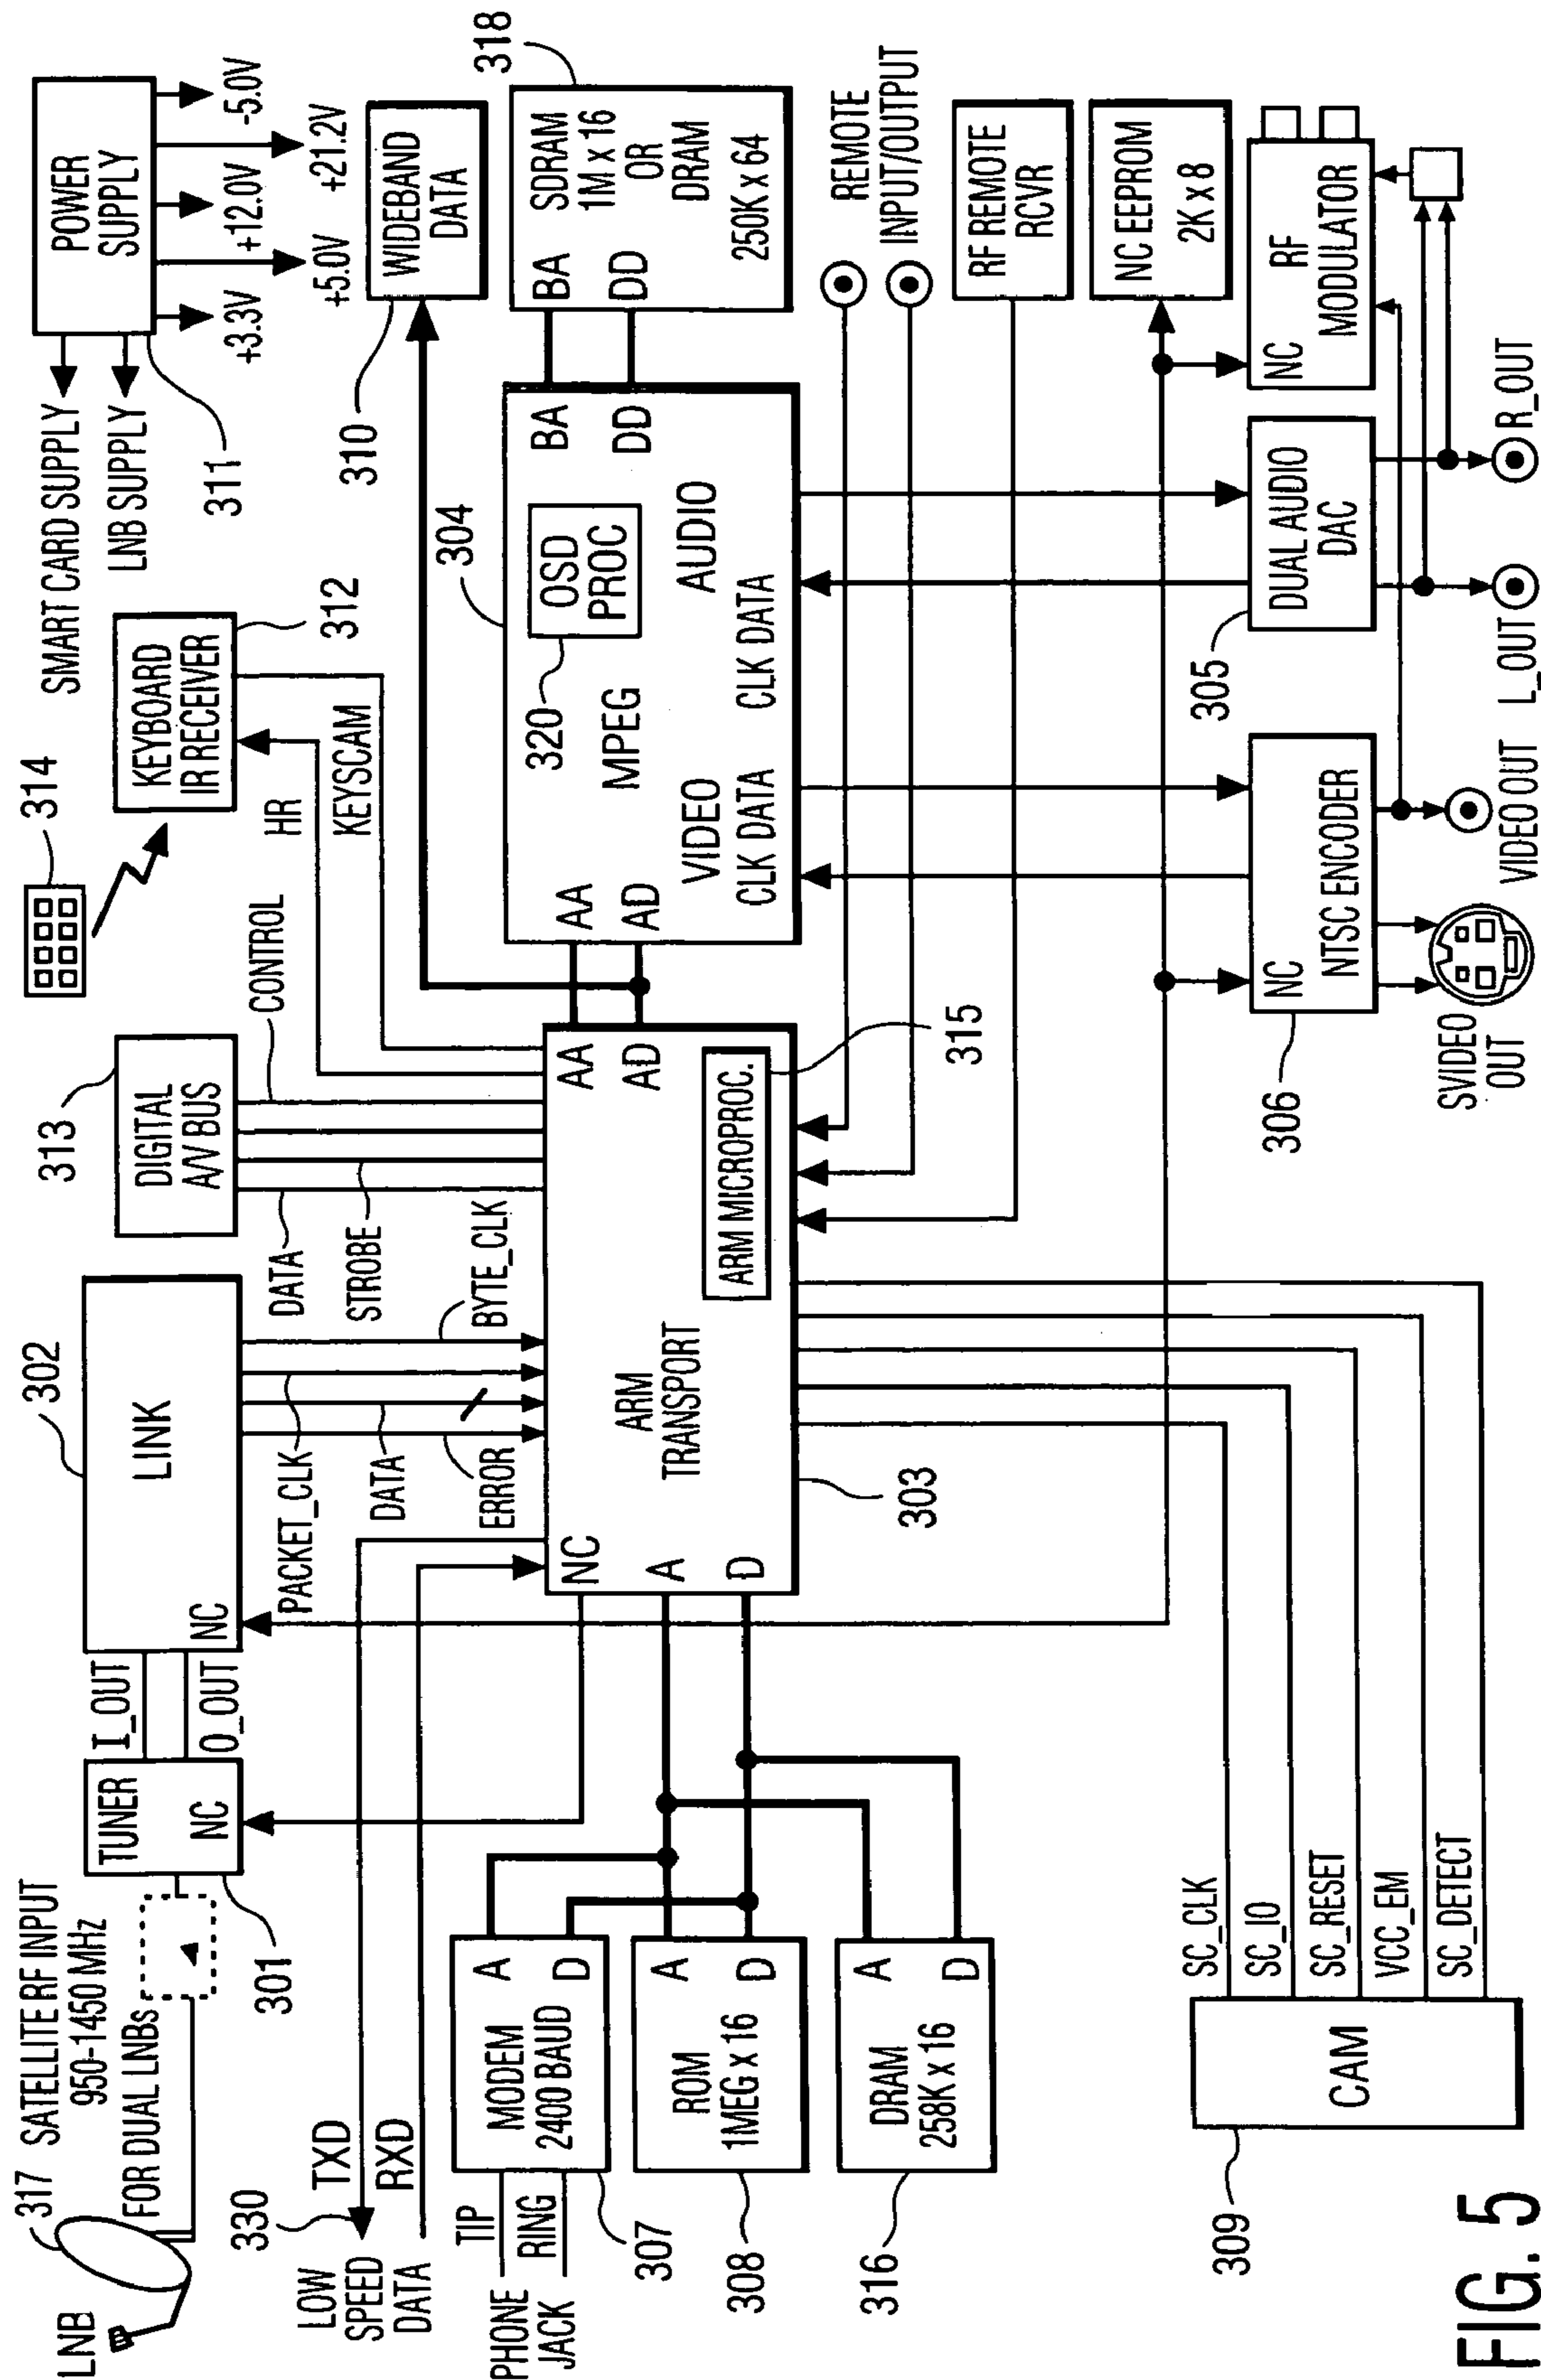 LNB
317
SATELLITE RF INPUT
950-1450 MHz
FOR DUAL LNBs
301
TUNER
NC
I_OUT
O_OUT
302
LINK
NC
PACKET_CLK
DATA
ERROR
BYTE_CLK
313
DIGITAL
A/V BUS
DATA
STROBE
CONTROL
314
KEYBOARD
IR RECEIVER
312
HR
KEYSCAM
SMART CARD SUPPLY
LNB SUPPLY
311
POWER
SUPPLY
+3.3V
+5.0V
+12.0V
+21.2V
-5.0V
310
WIDEBAND
DATA
330
LOW
SPEED
DATA
TXD
RXD
PHONE
JACK
TIP
RING
307
MODEM
2400 BAUD
A
D
308
ROM
1MEG x 16
A
D
316
DRAM
258K x 16
A
D
NC
A
D
ARM
TRANSPORT
303
AA
AD
ARM MICROPROC.
315
304
AA
AD
VIDEO
CLK DATA
MPEG
320
OSD
PROC
AUDIO
CLK DATA
BA
DD
BA
DD
SDRAM
1M x 16
OR
DRAM
250K x 64
318
REMOTE
INPUT/OUTPUT
RF REMOTE
RCVR
NC EEPROM
2K x 8
NC
RF
MODULATOR
305
DUAL AUDIO
DAC
R_OUT
L_OUT
306
NC
NTSC ENCODER
VIDEO OUT
SVIDEO
OUT
309
CAM
SC_CLK
SC_IO
SC_RESET
VCC_EM
SC_DETECT
FIG. 5